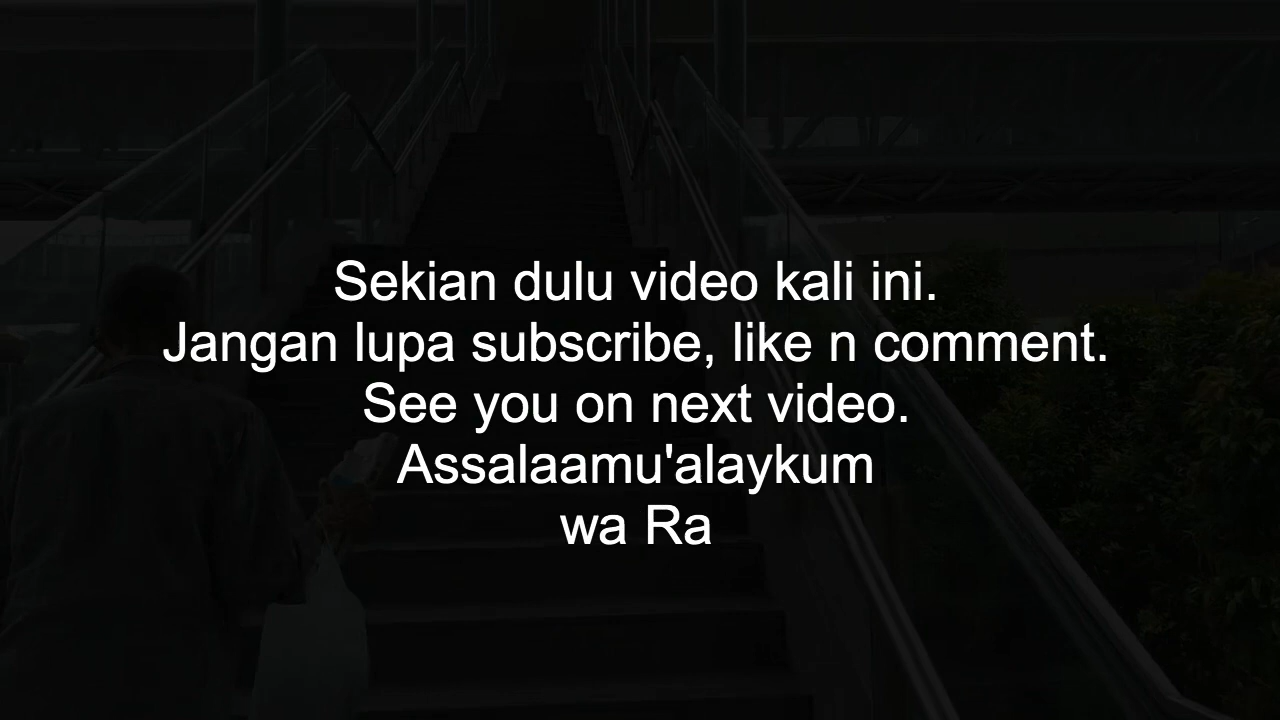 Sekian dulu video kali ini.
Jangan lupa subscribe, like n comment.
See you on next video.
Assalaamu'alaykum
wa Ra